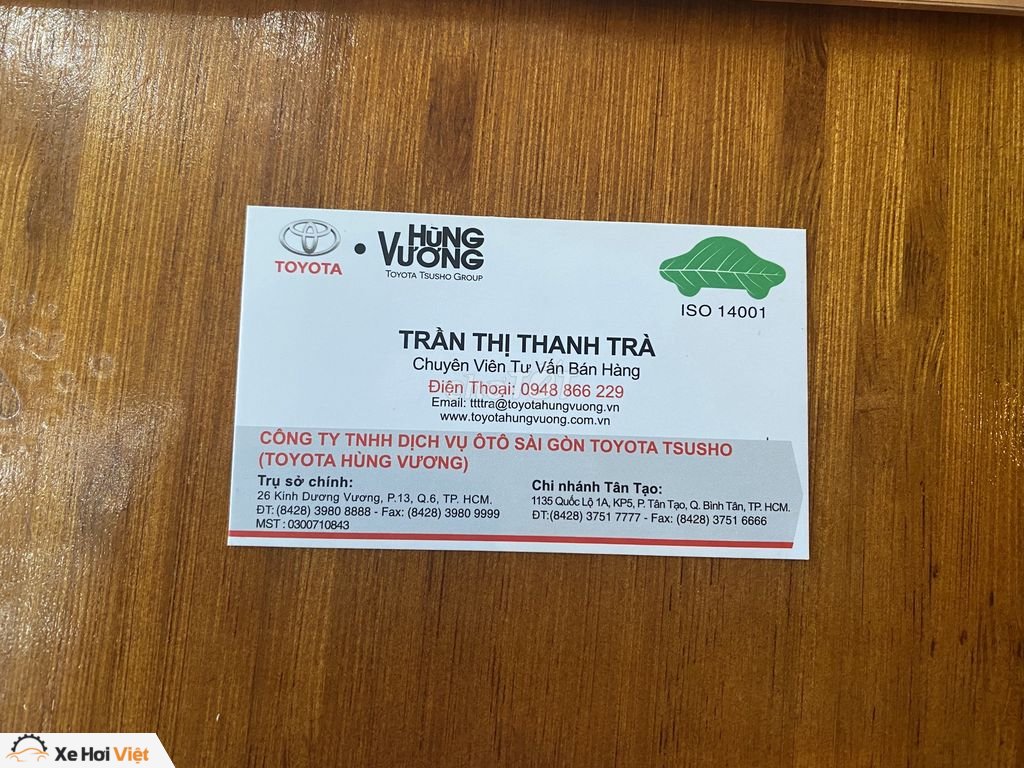 TOYOTA
HÙNG
VƯƠNG
TOYOTA TSUSHO GROUP
ISO 14001
TRẦN THỊ THANH TRÀ
Chuyên Viên Tư Vấn Bán Hàng
Điện Thoại: 0948 866 229
Email: ttttra@toyotahungvuong.vn
www.toyotahungvuong.com.vn
CÔNG TY TNHH DỊCH VỤ ÔTÔ SÀI GÒN TOYOTA TSUSHO
(TOYOTA HÙNG VƯƠNG)
Trụ sở chính:
26 Kinh Dương Vương, P.13, Q.6, TP. HCM.
ĐT:(8428) 3980 8888 - Fax: (8428) 3980 9999
MST : 0300710843
Chi nhánh Tân Tạo:
1135 Quốc Lộ 1A, KP5, P. Tân Tạo, Q. Bình Tân, TP. HCM.
ĐT:(8428) 3751 7777 - Fax: (8428) 3751 6666
Xe Hơi Việt